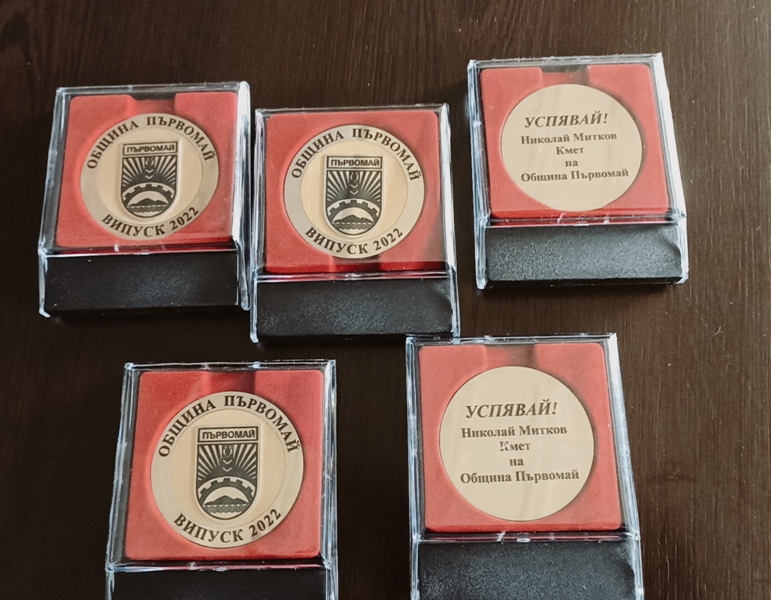 ОБЩИНА ПЪРВОМАЙ
ПЪРВОМАЙ
ВИПУСК 2022
ОБЩИНА ПЪРВОМАЙ
ПЪРВОМАЙ
ВИПУСК 2022
УСПЯВАЙ!
Николай Митков
Кмет
на
Община Първомай
ОБЩИНА ПЪРВОМАЙ
ПЪРВОМАЙ
ВИПУСК 2022
УСПЯВАЙ!
Николай Митков
Кмет
на
Община Първомай